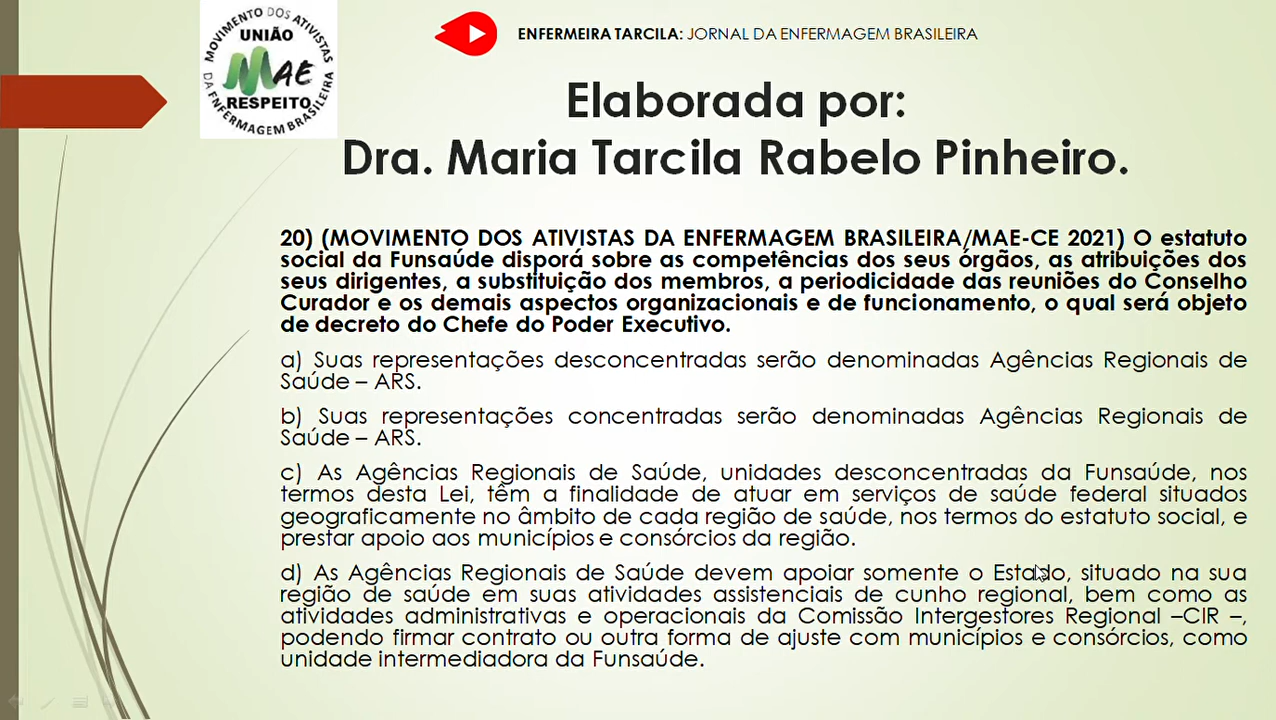 MOVIMENTO DOS ATIVISTAS
UNIÃO
MAE
RESPEITO
DA ENFERMAGEM BRASILEIRA
ENFERMEIRA TARCILA: JORNAL DA ENFERMAGEM BRASILEIRA
Elaborada por:
Dra. Maria Tarcila Rabelo Pinheiro.
20) (MOVIMENTO DOS ATIVISTAS DA ENFERMAGEM BRASILEIRA/MAE-CE 2021) O estatuto
social da Funsaúde disporá sobre as competências dos seus órgãos, as atribuições dos
seus dirigentes, a substituição dos membros, a periodicidade das reuniões do Conselho
Curador e os demais aspectos organizacionais e de funcionamento, o qual será objeto
de decreto do Chefe do Poder Executivo.
a) Suas representações desconcentradas serão denominadas Agências Regionais de
Saúde – ARS.
b) Suas representações concentradas serão denominadas Agências Regionais de
Saúde – ARS.
c) As Agências Regionais de Saúde, unidades desconcentradas da Funsaúde, nos
termos desta Lei, têm a finalidade de atuar em serviços de saúde federal situados
geograficamente no âmbito de cada região de saúde, nos termos do estatuto social, e
prestar apoio aos municípios e consórcios da região.
d) As Agências Regionais de Saúde devem apoiar somente o Estado, situado na sua
região de saúde em suas atividades assistenciais de cunho regional, bem como as
atividades administrativas e operacionais da Comissão Intergestores Regional –CIR –,
podendo firmar contrato ou outra forma de ajuste com municípios e consórcios, como
unidade intermediadora da Funsaúde.